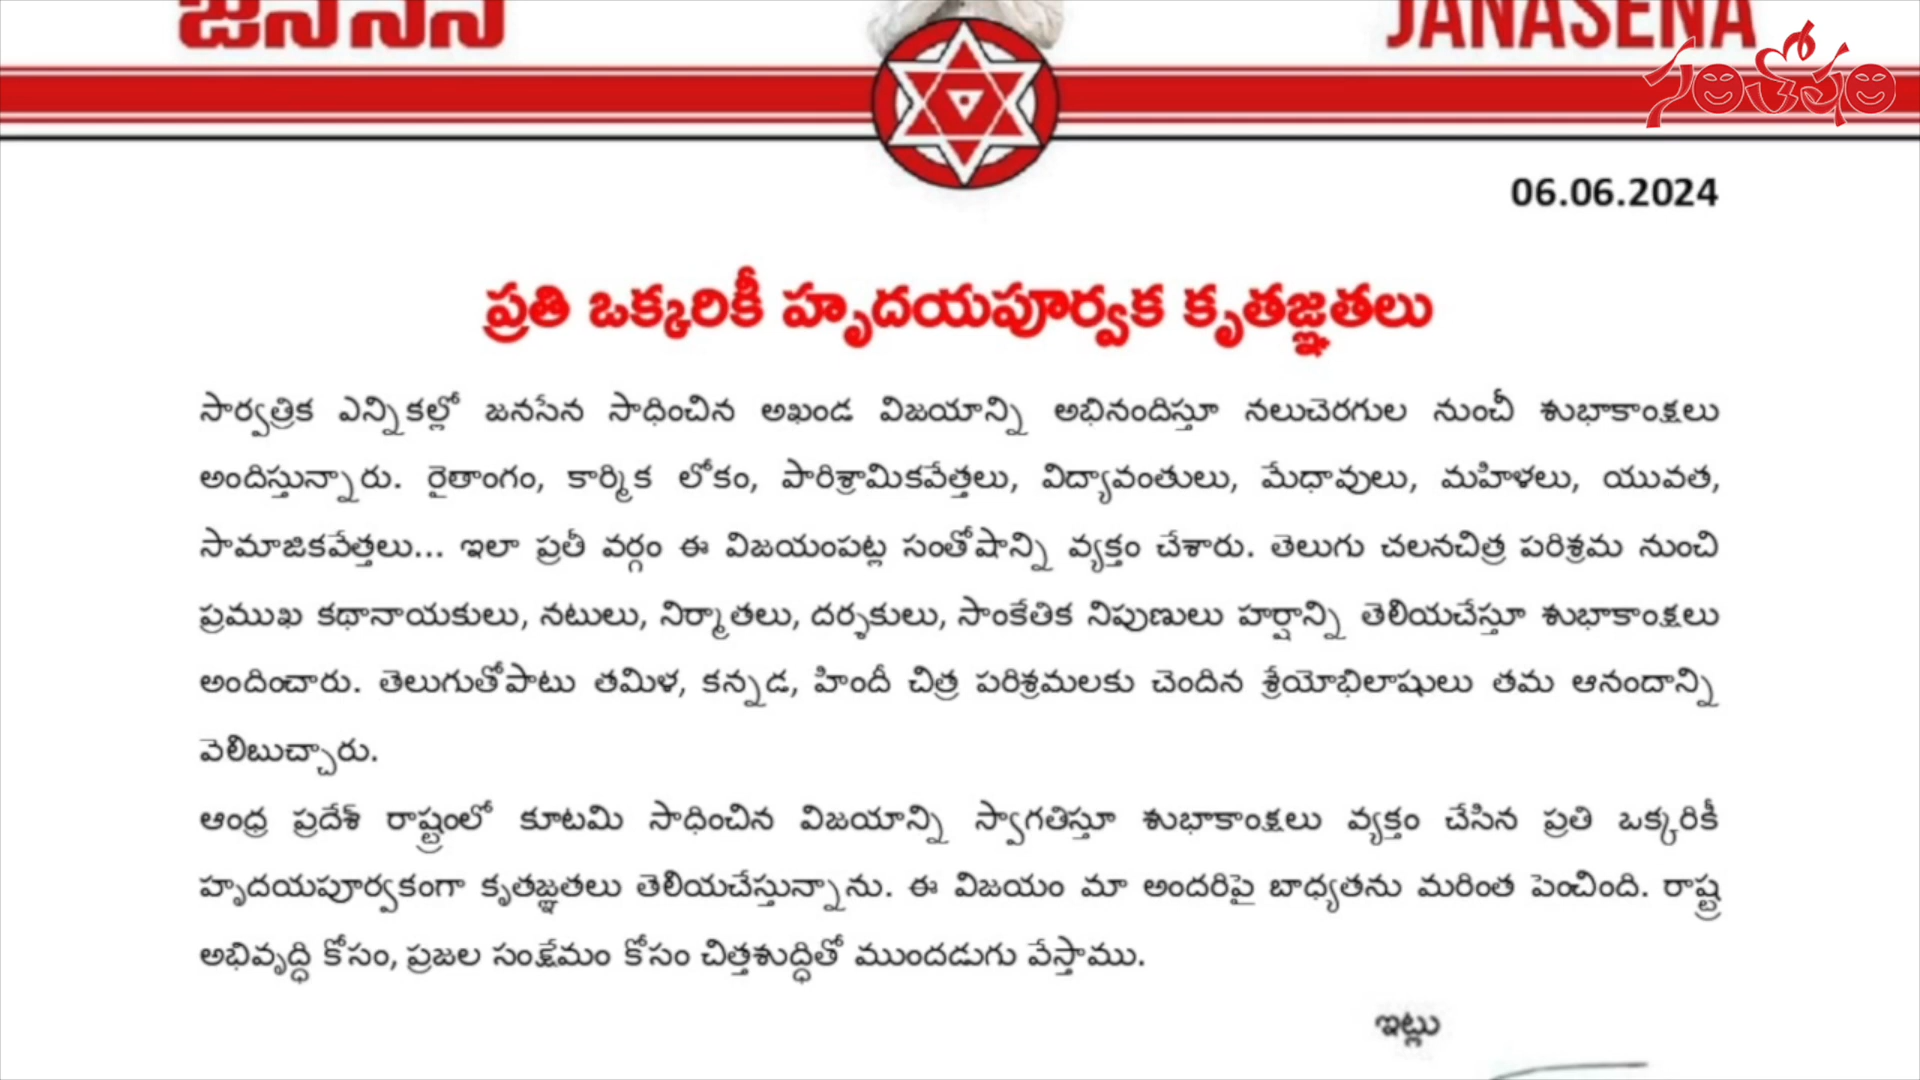 జనసేన
JANASENA
సంతోషం
06.06.2024
ప్రతి ఒక్కరికీ హృదయపూర్వక కృతజ్ఞతలు
సార్వత్రిక ఎన్నికల్లో జనసేన సాధించిన అఖండ విజయాన్ని అభినందిస్తూ నలుచెరగుల నుంచీ శుభాకాంక్షలు
అందిస్తున్నారు. రైతాంగం, కార్మిక లోకం, పారిశ్రామికవేత్తలు, విద్యావంతులు, మేధావులు, మహిళలు, యువత,
సామాజికవేత్తలు... ఇలా ప్రతీ వర్గం ఈ విజయంపట్ల సంతోషాన్ని వ్యక్తం చేశారు. తెలుగు చలనచిత్ర పరిశ్రమ నుంచి
ప్రముఖ కథానాయకులు, నటులు, నిర్మాతలు, దర్శకులు, సాంకేతిక నిపుణులు హర్షాన్ని తెలియచేస్తూ శుభాకాంక్షలు
అందించారు. తెలుగుతోపాటు తమిళ, కన్నడ, హిందీ చిత్ర పరిశ్రమలకు చెందిన శ్రేయోభిలాషులు తమ ఆనందాన్ని
వెలిబుచ్చారు.
ఆంధ్ర ప్రదేశ్ రాష్ట్రంలో కూటమి సాధించిన విజయాన్ని స్వాగతిస్తూ శుభాకాంక్షలు వ్యక్తం చేసిన ప్రతి ఒక్కరికీ
హృదయపూర్వకంగా కృతజ్ఞతలు తెలియచేస్తున్నాను. ఈ విజయం మా అందరిపై బాధ్యతను మరింత పెంచింది. రాష్ట్ర
అభివృద్ధి కోసం, ప్రజల సంక్షేమం కోసం చిత్తశుద్ధితో ముందడుగు వేస్తాము.
ఇట్లు